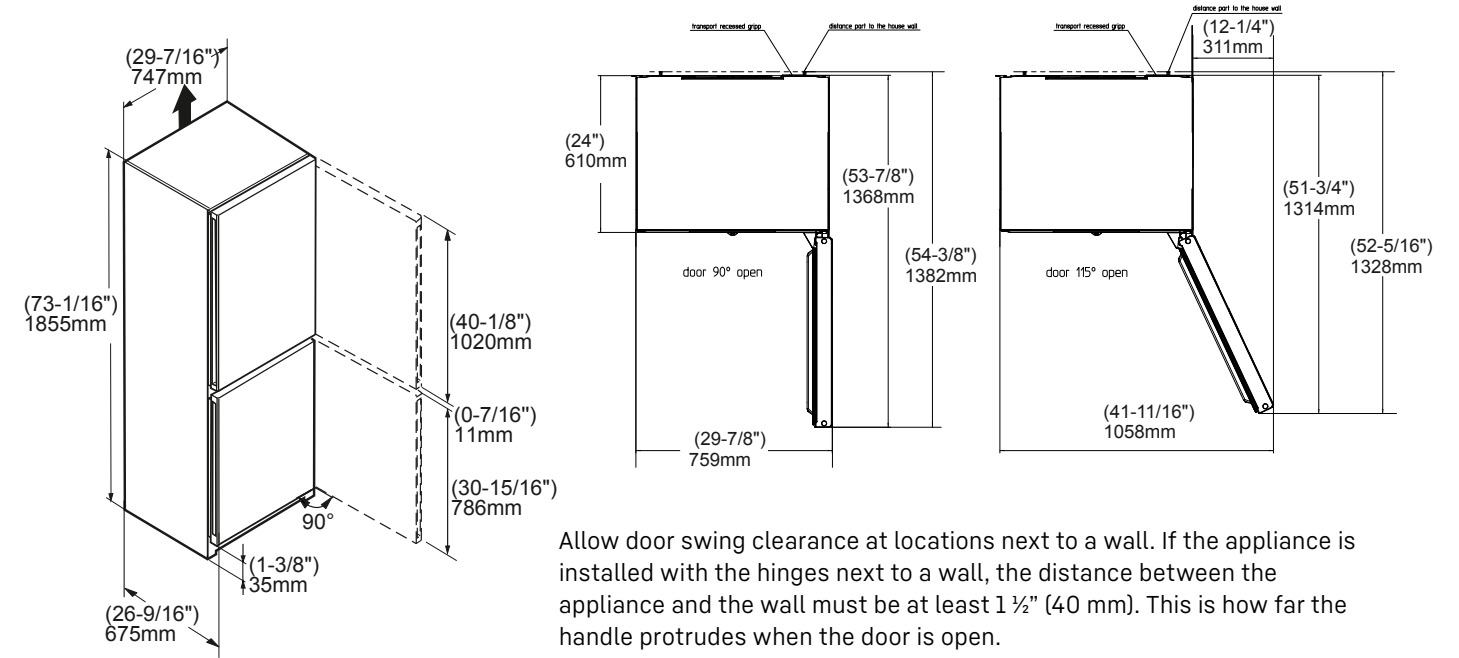 (29-7/16")
747mm
(73-1/16")
1855mm
(40-1/8")
1020mm
(0-7/16")
11mm
(30-15/16")
786mm
90°
(1-3/8")
35mm
(26-9/16")
675mm
transport recessed gripp
distance part to the house wall
(24")
610mm
(53-7/8")
1368mm
(54-3/8")
1382mm
door 90° open
(29-7/8")
759mm
transport recessed gripp
distance part to the house wall
(12-1/4")
311mm
(51-3/4")
1314mm
(52-5/16")
1328mm
door 115° open
(41-11/16")
1058mm
Allow door swing clearance at locations next to a wall. If the appliance is
installed with the hinges next to a wall, the distance between the
appliance and the wall must be at least 1 ½” (40 mm). This is how far the
handle protrudes when the door is open.